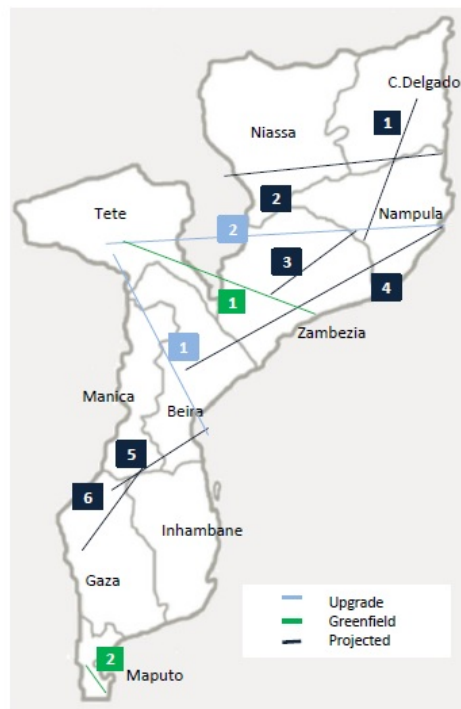 C.Delgado
1
Niassa
2
Tete
Nampula
2
3
4
1
Zambezia
1
Manica
Beira
5
6
Inhambane
Gaza
Upgrade
Greenfield
Projected
2
Maputo